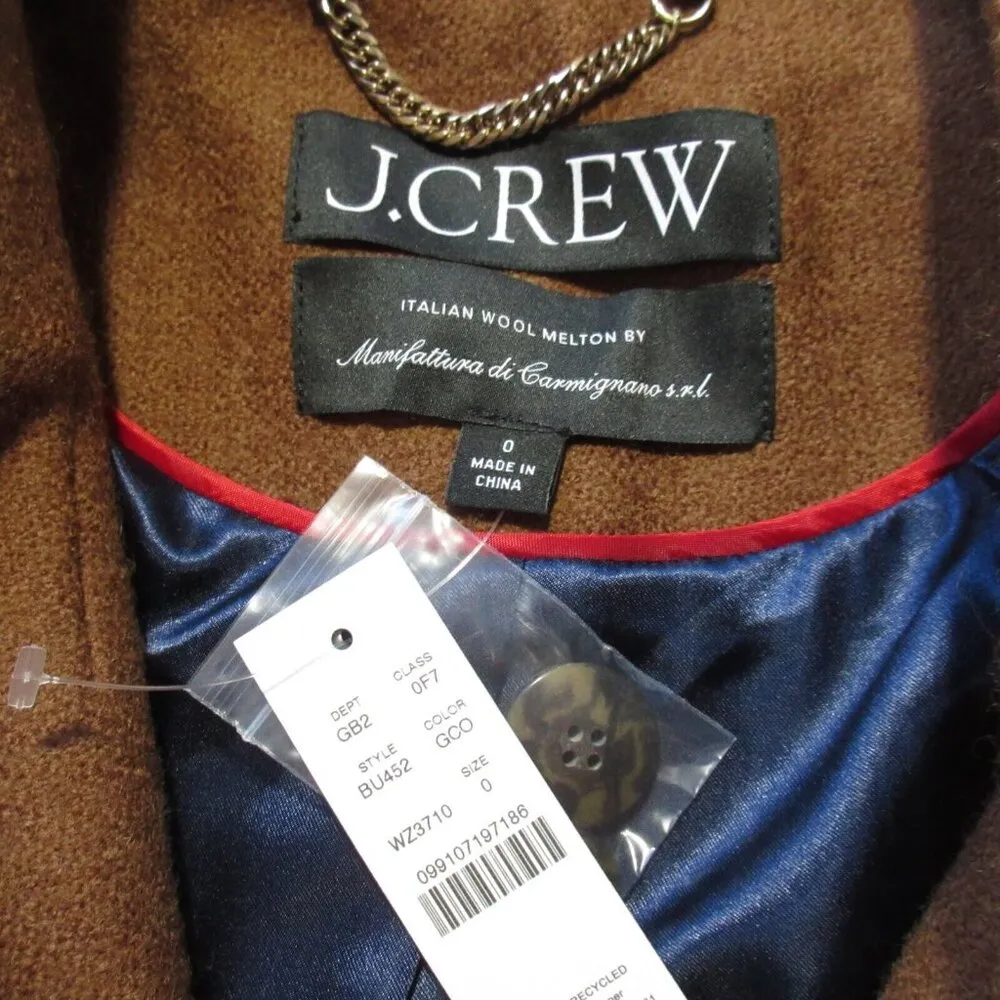 J.CREW
ITALIAN WOOL MELTON BY
Manifattura di Carmignano s.r.l.
0
MADE IN
CHINA
DEPT CLASS
GB2 0F7
STYLE COLOR
BU452 GCO
SIZE
WZ3710 0
099107197186
RECYCLED